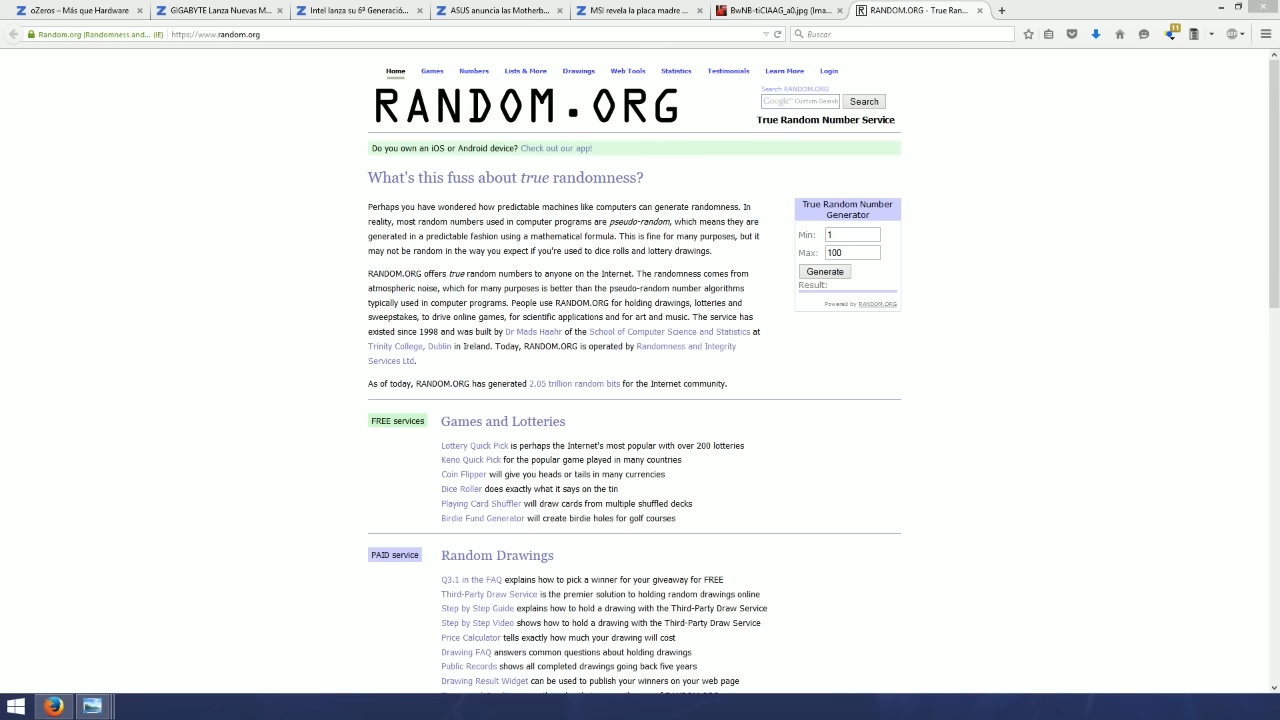 oZeros - Más que Hardware
GIGABYTE Lanza Nuevas M...
Intel lanza su 6ª Generació...
ASUS anuncia las Motherb...
MSI revela la placa madre ...
BwNB-tiCIAAG_a0.jpg (Ima...
RANDOM.ORG - True Ran...
Random.org (Randomness and... (IE)
https://www.random.org
Buscar
11
Home Games Numbers Lists & More Drawings Web Tools Statistics Testimonials Learn More Login
RANDOM.ORG
Search RANDOM.ORG
Google™ Custom Search
Search
True Random Number Service
Do you own an iOS or Android device? Check out our app!
What's this fuss about true randomness?
Perhaps you have wondered how predictable machines like computers can generate randomness. In
reality, most random numbers used in computer programs are pseudo-random, which means they are
generated in a predictable fashion using a mathematical formula. This is fine for many purposes, but it
may not be random in the way you expect if you're used to dice rolls and lottery drawings.
RANDOM.ORG offers true random numbers to anyone on the Internet. The randomness comes from
atmospheric noise, which for many purposes is better than the pseudo-random number algorithms
typically used in computer programs. People use RANDOM.ORG for holding drawings, lotteries and
sweepstakes, to drive online games, for scientific applications and for art and music. The service has
existed since 1998 and was built by Dr Mads Haahr of the School of Computer Science and Statistics at
Trinity College, Dublin in Ireland. Today, RANDOM.ORG is operated by Randomness and Integrity
Services Ltd.
As of today, RANDOM.ORG has generated 2.05 trillion random bits for the Internet community.
True Random Number
Generator
Min: 1
Max: 100
Generate
Result:
Powered by RANDOM.ORG
FREE services
Games and Lotteries
Lottery Quick Pick is perhaps the Internet's most popular with over 200 lotteries
Keno Quick Pick for the popular game played in many countries
Coin Flipper will give you heads or tails in many currencies
Dice Roller does exactly what it says on the tin
Playing Card Shuffler will draw cards from multiple shuffled decks
Birdie Fund Generator will create birdie holes for golf courses
PAID service
Random Drawings
Q3.1 in the FAQ explains how to pick a winner for your giveaway for FREE
Third-Party Draw Service is the premier solution to holding random drawings online
Step by Step Guide explains how to hold a drawing with the Third-Party Draw Service
Step by Step Video shows how to hold a drawing with the Third-Party Draw Service
Price Calculator tells exactly how much your drawing will cost
Drawing FAQ answers common questions about holding drawings
Public Records shows all completed drawings going back five years
Drawing Result Widget can be used to publish your winners on your web page